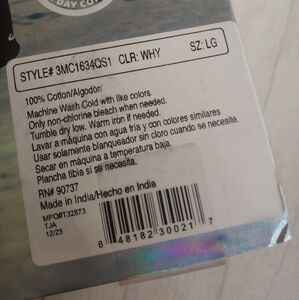 DAY CO
STYLE# 3MC1634QS1 CLR: WHY SZ: LG
100% Cotton/Algodón
Machine Wash Cold with like colors.
Only non-chlorine bleach when needed.
Tumble dry low. Warm iron if needed.
Lavar a máquina con agua fría y con colores similares
Usar solamente blanqueador sin cloro cuando se necesite.
Secar en máquina a temperatura baja.
Plancha tibia si se necesita.
RN# 90737
Made in India/Hecho en India
MPO#T32873
TJA
12/23
8 48182 30021 7